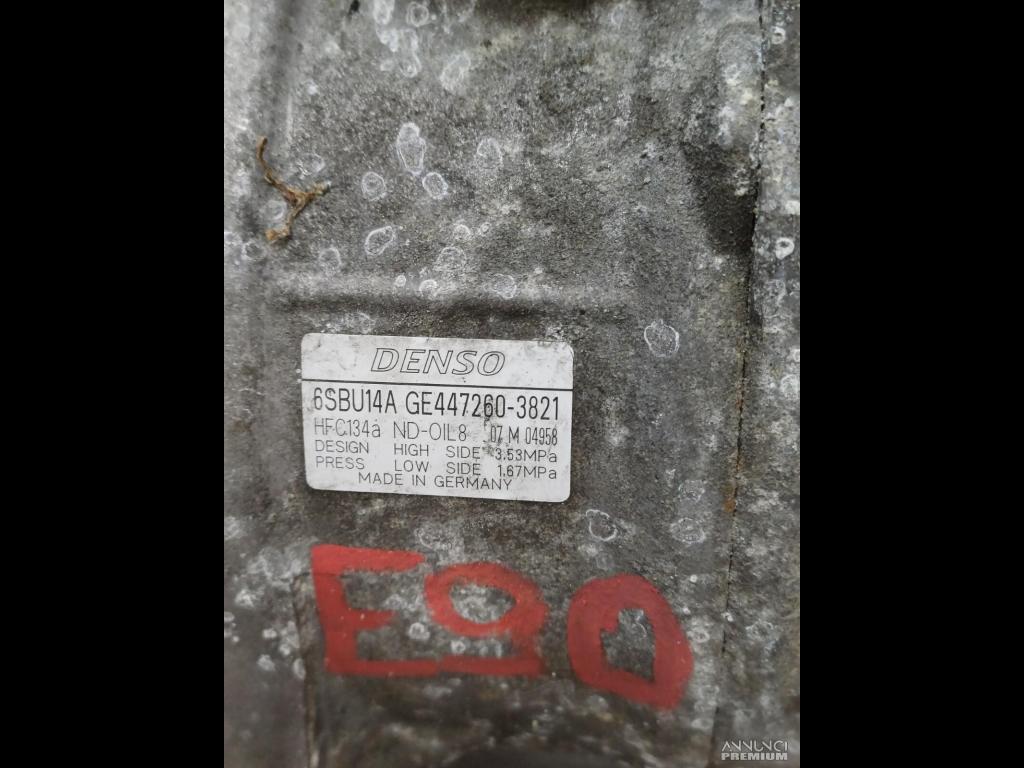 DENSO
6SBU14A GE447260-3821
HFC134a ND-OIL8 07 M 04958
DESIGN HIGH SIDE 3.53MPa
PRESS LOW SIDE 1.67MPa
MADE IN GERMANY
E90
ANNUNCI
PREMIUM